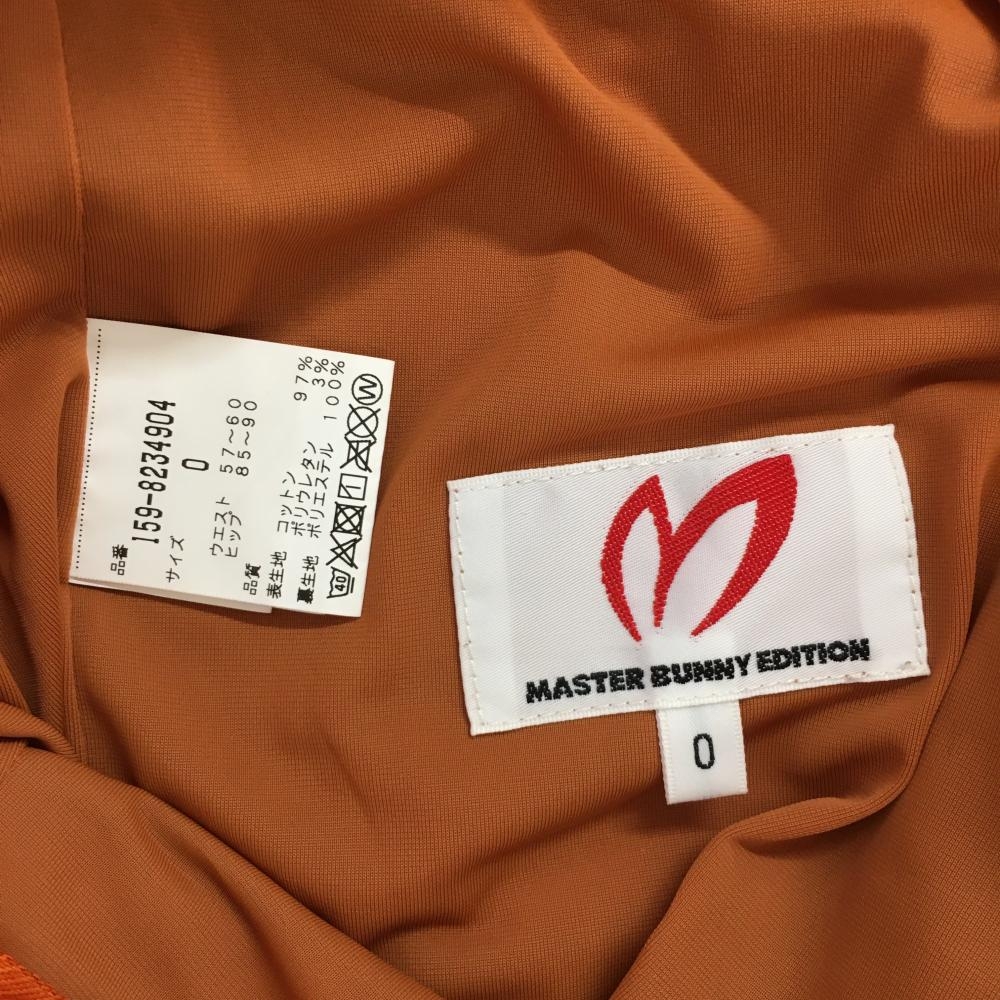 品番
159-8234904
サイズ
0
ウエスト 57～60
ヒップ 85～90
品質
表生地 コットン 97%
ポリウレタン 3%
裏生地 ポリエステル 100%
40
1
W
MASTER BUNNY EDITION
0